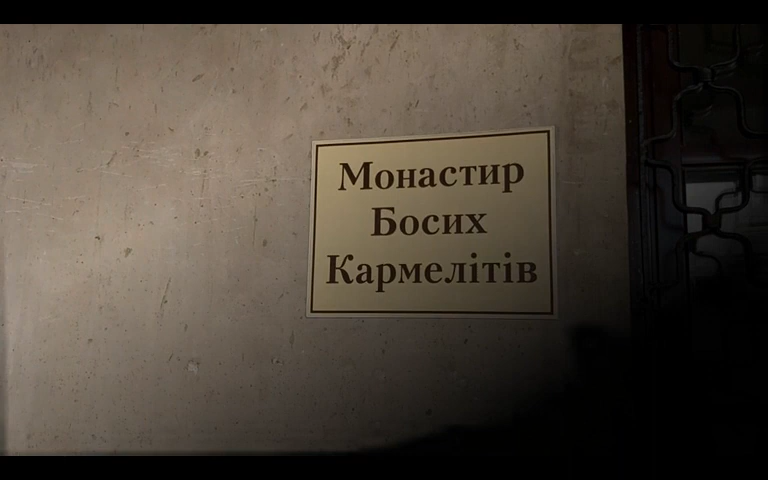 Монастир
Босих
Кармелітів